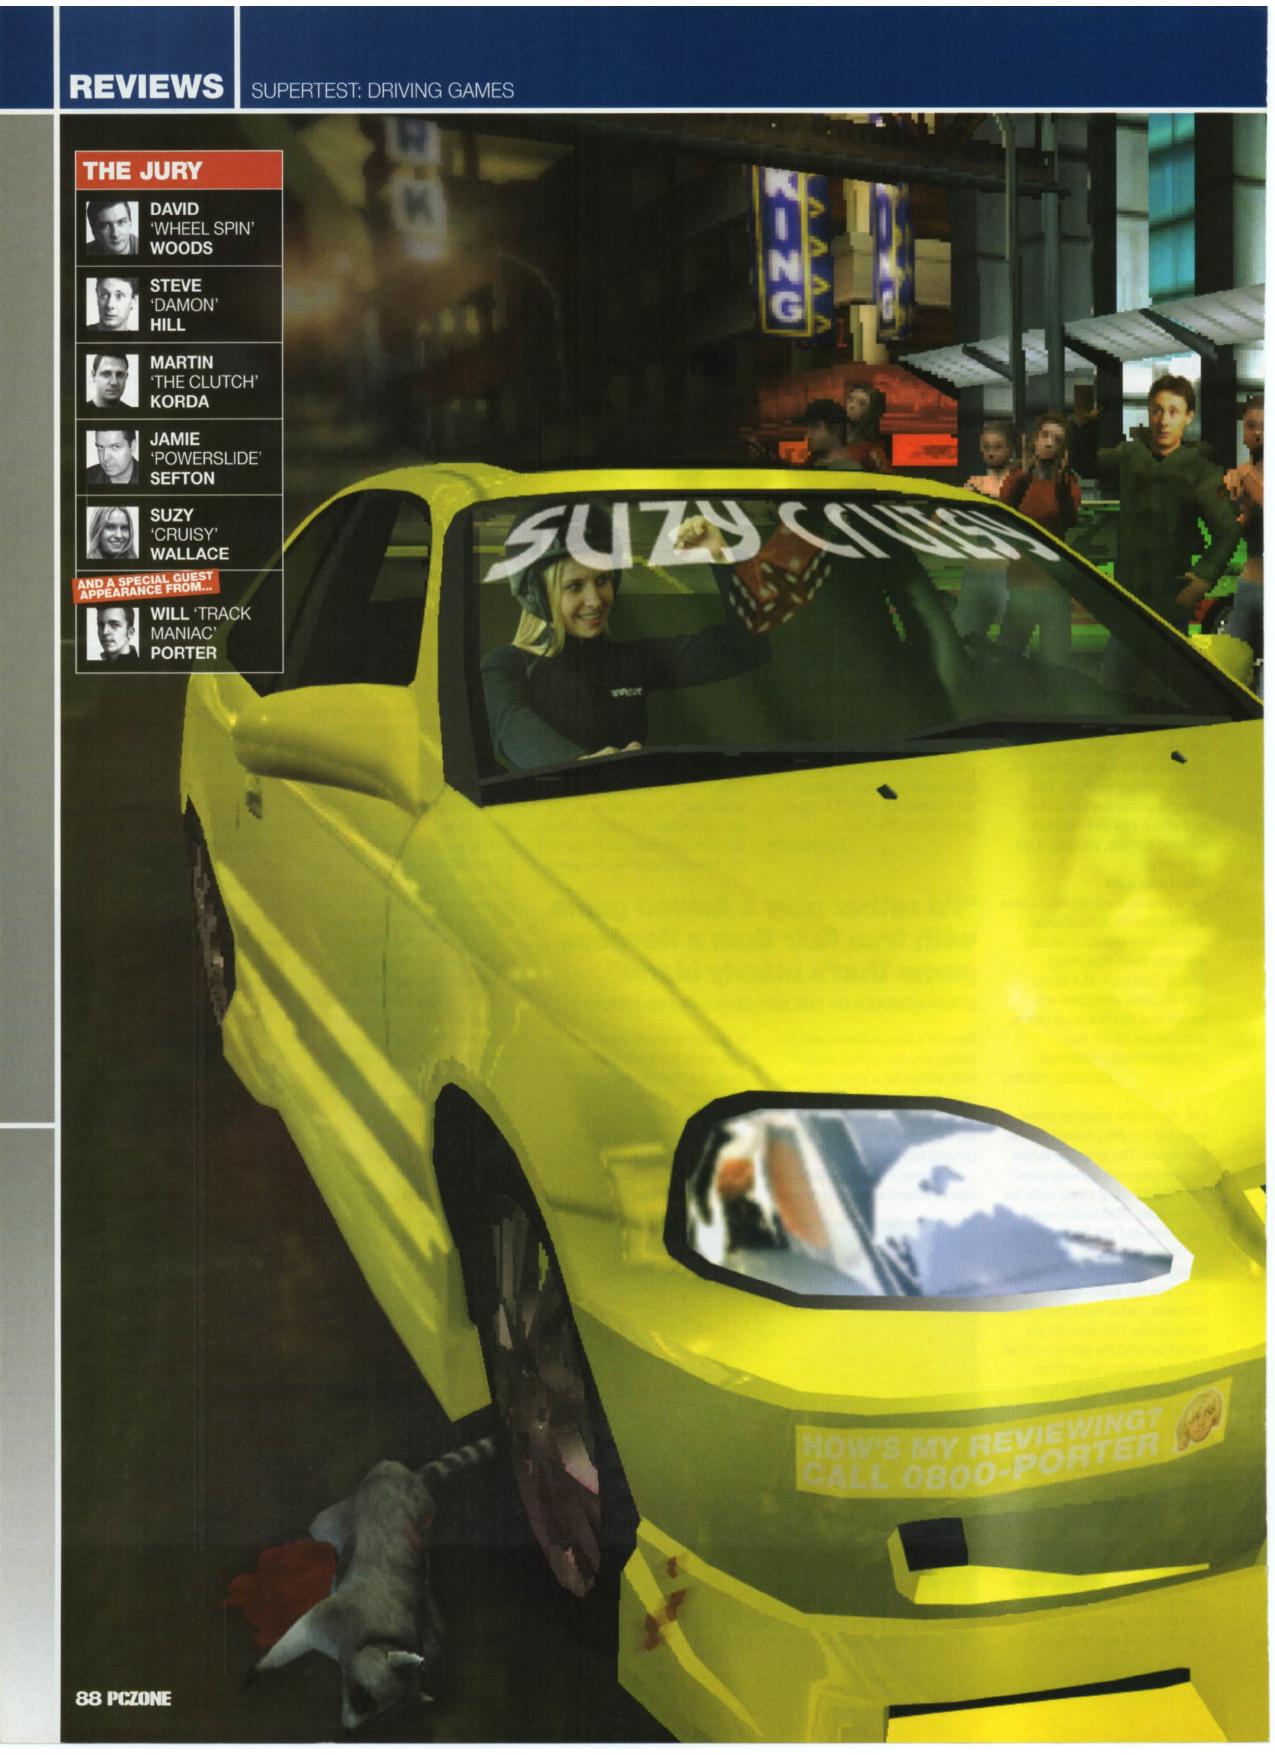 REVIEWS
SUPERTEST: DRIVING GAMES
THE JURY
DAVID
'WHEEL SPIN'
WOODS
STEVE
'DAMON'
HILL
MARTIN
'THE CLUTCH'
KORDA
JAMIE
'POWERSLIDE'
SEFTON
SUZY
'CRUISY'
WALLACE
AND A SPECIAL GUEST
APPEARANCE FROM...
WILL 'TRACK
MANIAC'
PORTER
RK
KING
KING
SUZY CRUISY
HOW'S MY REVIEWING?
CALL 0800-PORTER
88 PCZONE